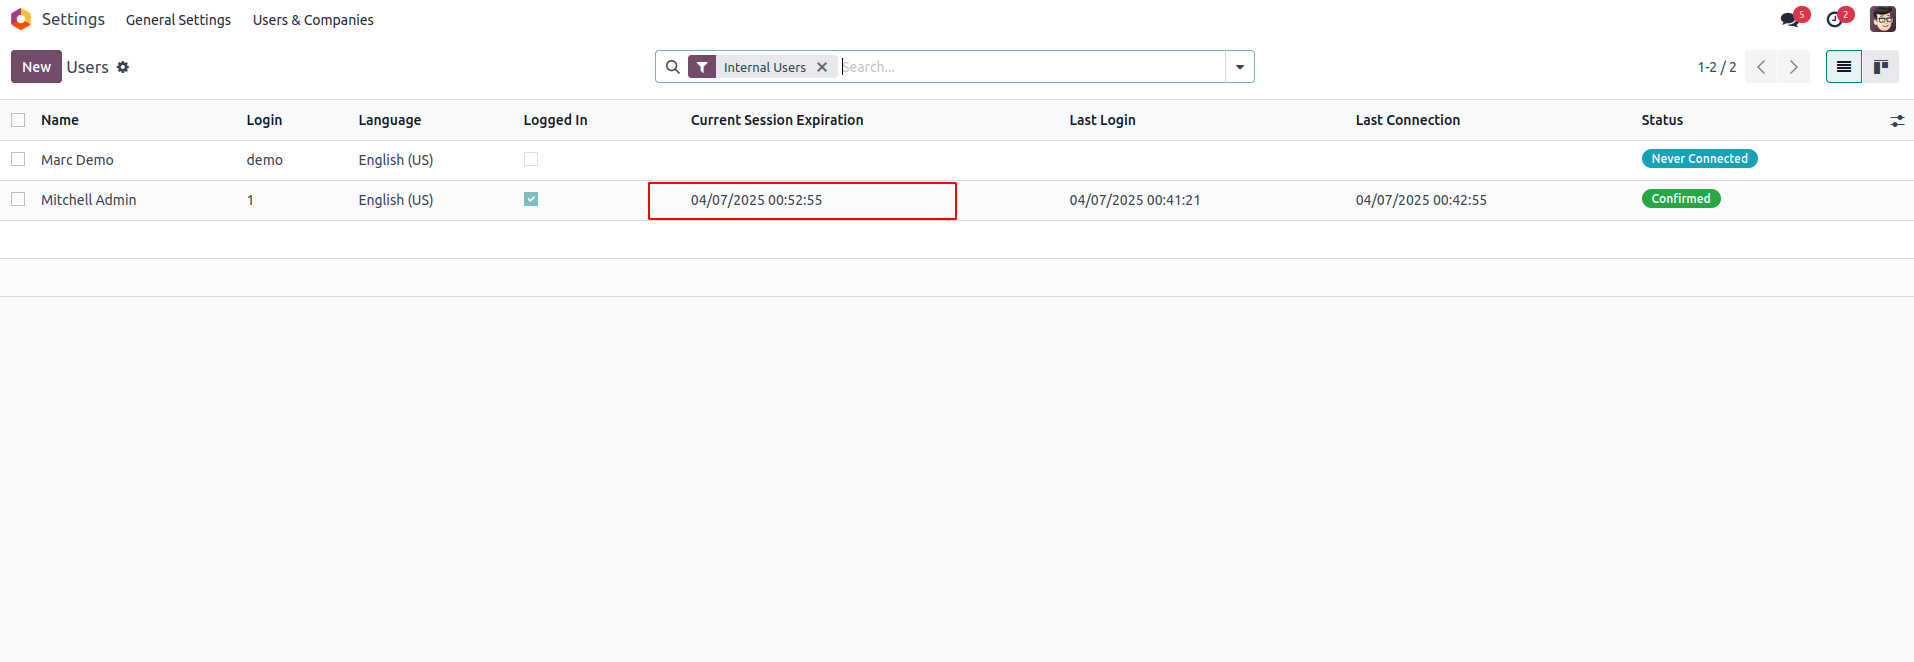 Settings General Settings Users & Companies 5 2
New Users Internal Users Search... 1-2 / 2
Name Login Language Logged In Current Session Expiration Last Login Last Connection Status
Marc Demo demo English (US) Never Connected
Mitchell Admin 1 English (US) 04/07/2025 00:52:55 04/07/2025 00:41:21 04/07/2025 00:42:55 Confirmed